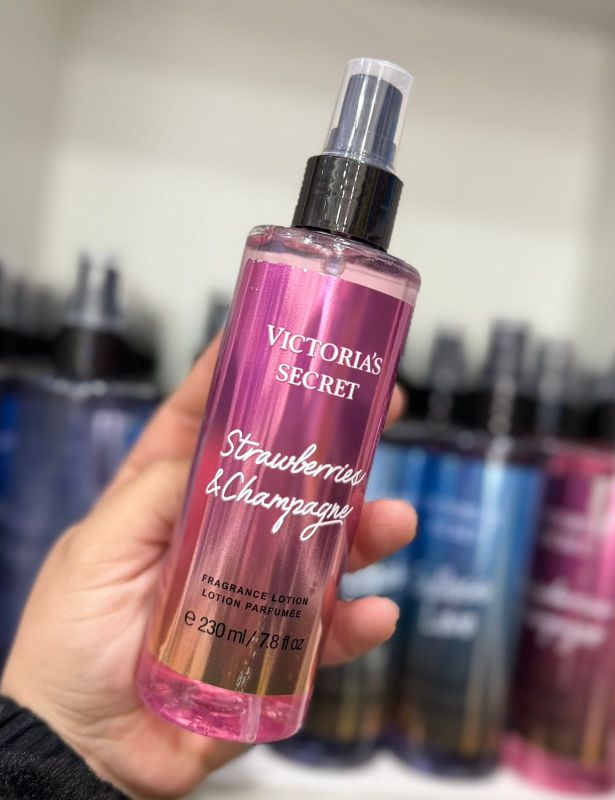 VICTORIA'S
SECRET
Strawberries
&Champagne
FRAGRANCE LOTION
LOTION PARFUMÉE
℮ 230 ml/ 7.8 fl oz